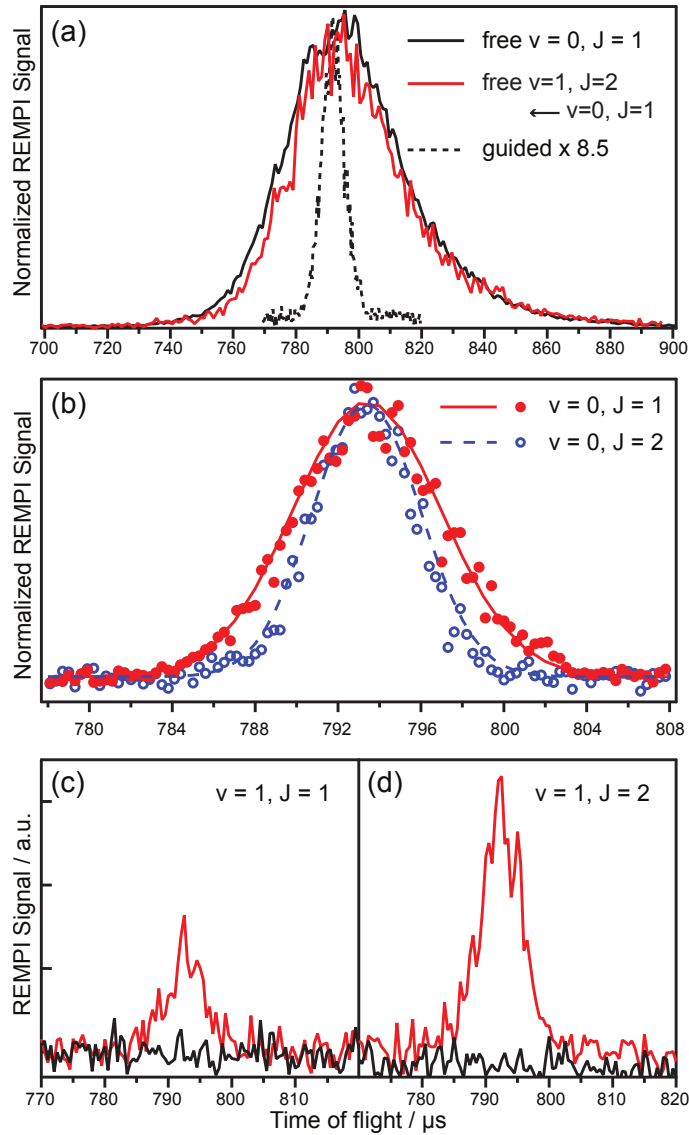 (a)
free v = 0, J = 1
free v=1, J=2
← v=0, J=1
guided x 8.5
Normalized REMPI Signal
700 720 740 760 780 800 820 840 860 880 900
(b)
v = 0, J = 1
v = 0, J = 2
Normalized REMPI Signal
780 784 788 792 796 800 804 808
(c) v = 1, J = 1
(d) v = 1, J = 2
REMPI Signal / a.u.
770 780 790 800 810 780 790 800 810 820
Time of flight / µs